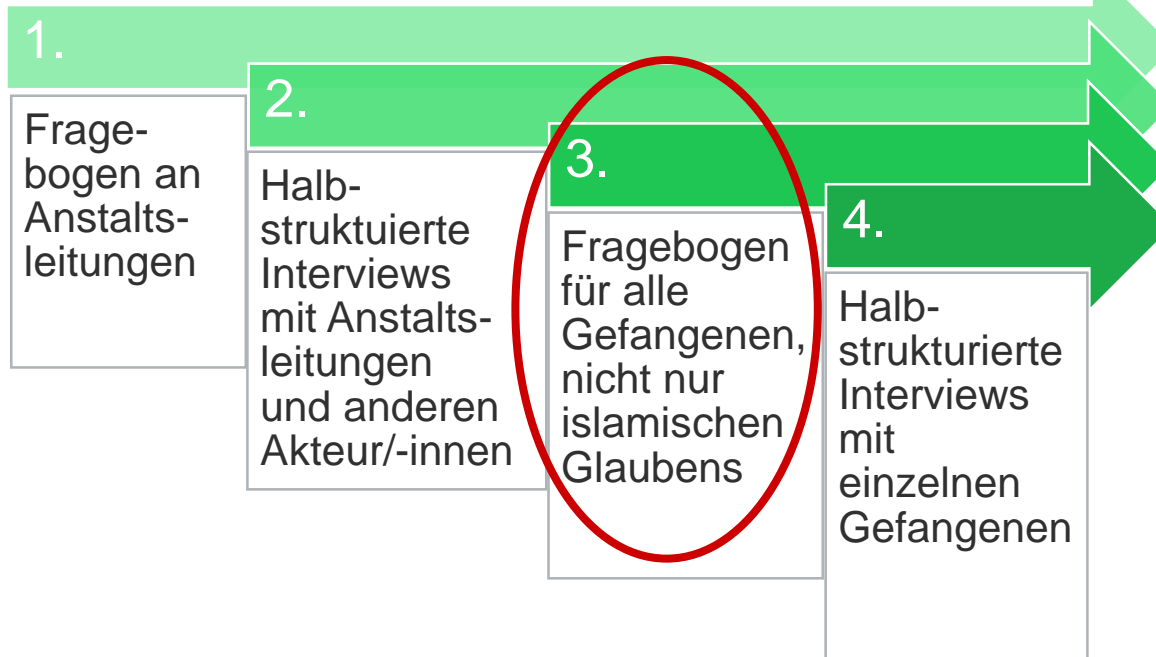 1.
Frage-
bogen an
Anstalts-
leitungen
2.
Halb-
struktuierte
Interviews
mit Anstalts-
leitungen
und anderen
Akteur/-innen
3.
Fragebogen
für alle
Gefangenen,
nicht nur
islamischen
Glaubens
4.
Halb-
strukturierte
Interviews
mit
einzelnen
Gefangenen